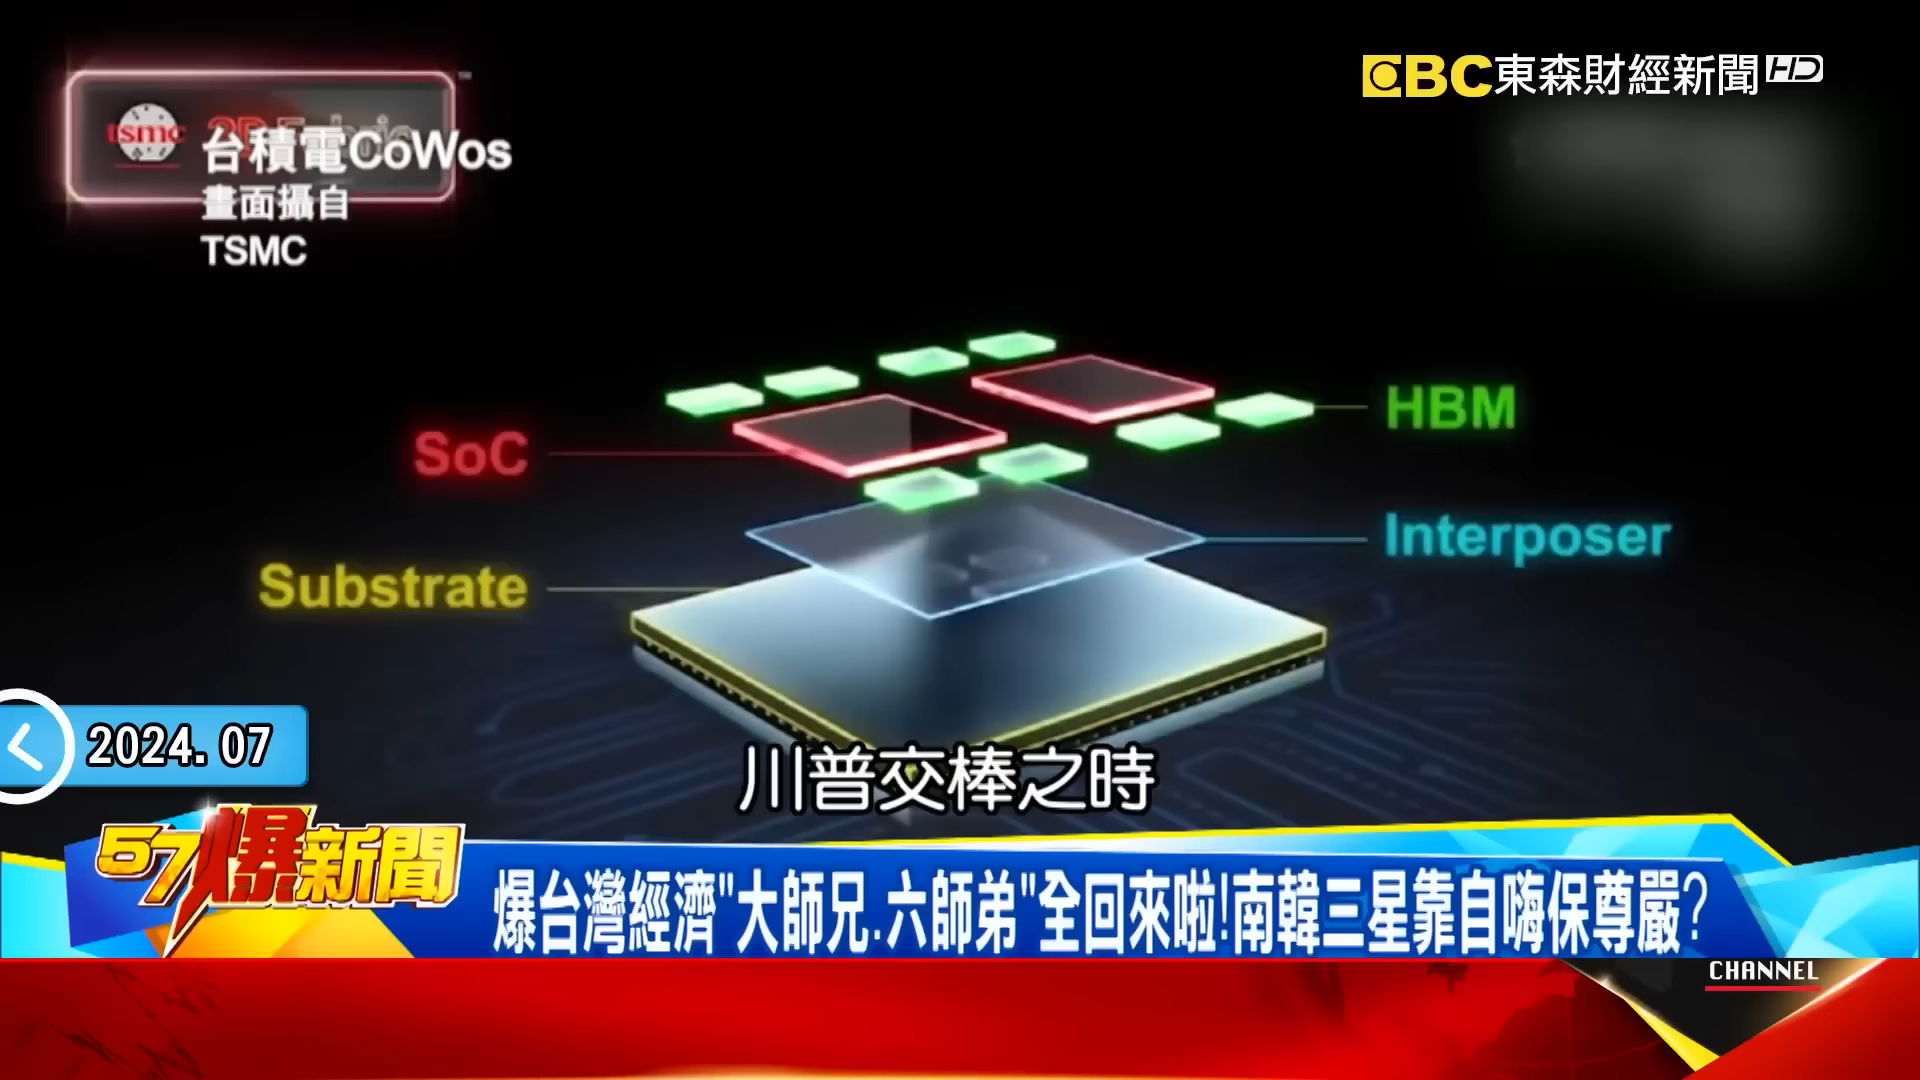 EBC東森財經新聞HD
tsmc 3DFabric
台積電CoWos
畫面攝自
TSMC
HBM
SoC
Interposer
Substrate
2024.07
川普交棒之時
57爆新聞
爆台灣經濟"大師兄.六師弟"全回來啦!南韓三星靠自嗨保尊嚴?
CHANNEL